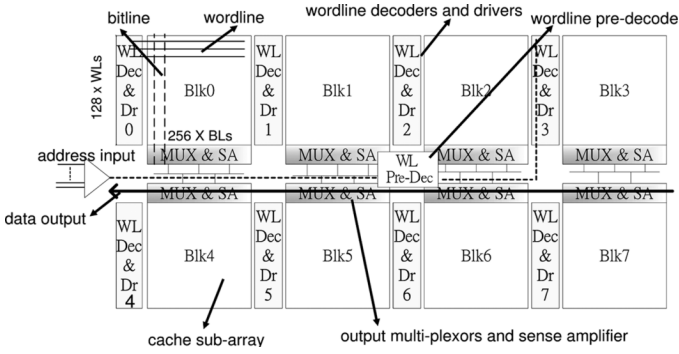 bitline
wordline
wordline decoders and drivers
wordline pre-decode
128 x WLs
WL
Dec
&
Dr
0
Blk0
256 X BLs
WL
Dec
&
Dr
1
Blk1
WL
Dec
&
Dr
2
Blk2
WL
Dec
&
Dr
3
Blk3
address input
MUX & SA
MUX & SA
WL
Pre-Dec
MUX & SA
MUX & SA
data output
MUX & SA
MUX & SA
MUX & SA
MUX & SA
WL
Dec
&
Dr
4
Blk4
WL
Dec
&
Dr
5
Blk5
WL
Dec
&
Dr
6
Blk6
WL
Dec
&
Dr
7
Blk7
cache sub-array
output multi-plexors and sense amplifier